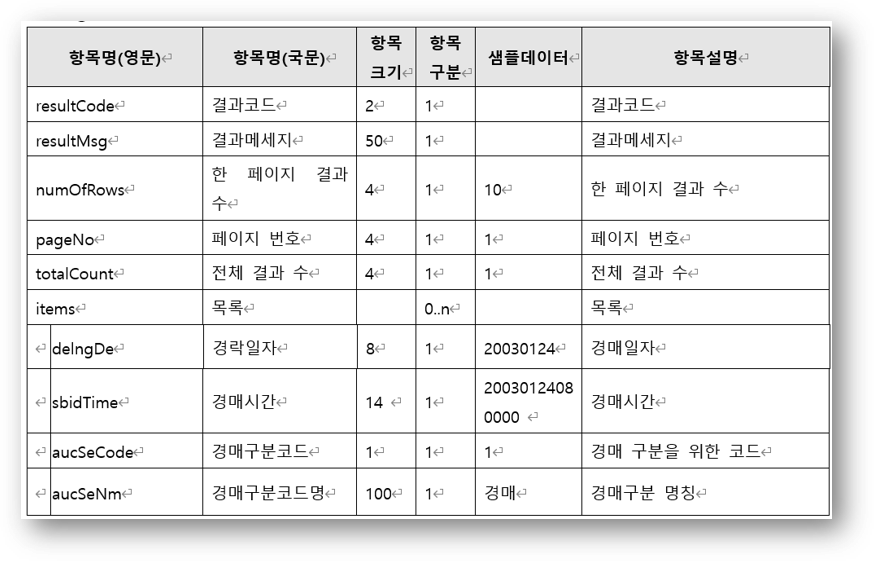 항목명(영문) 항목명(국문) 항목 크기 항목 구분 샘플데이터 항목설명
resultCode 결과코드 2 1 결과코드
resultMsg 결과메세지 50 1 결과메세지
numOfRows 한 페이지 결과 수 4 1 10 한 페이지 결과 수
pageNo 페이지 번호 4 1 1 페이지 번호
totalCount 전체 결과 수 4 1 1 전체 결과 수
items 목록 0..n 목록
delngDe 경락일자 8 1 20030124 경매일자
sbidTime 경매시간 14 1 20030124080000 경매시간
aucSeCode 경매구분코드 1 1 1 경매 구분을 위한 코드
aucSeNm 경매구분코드명 100 1 경매 경매구분 명칭